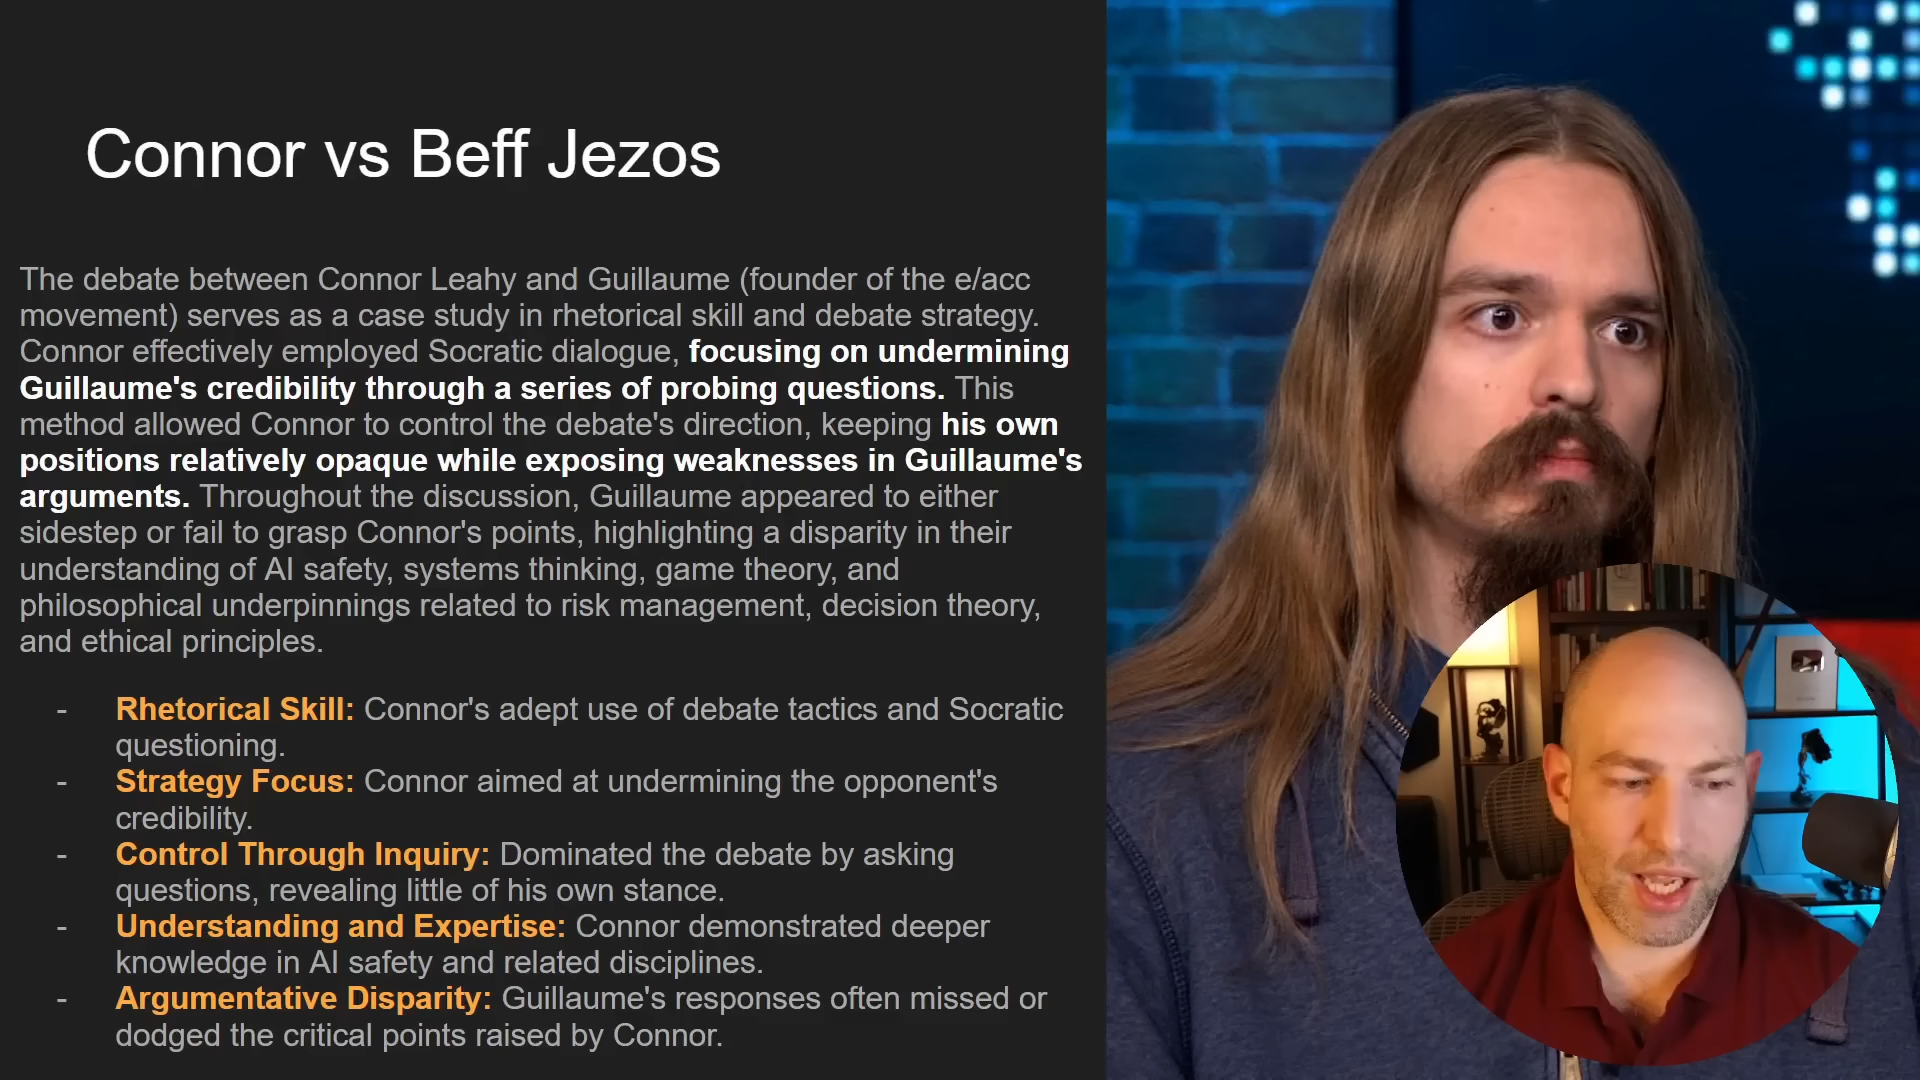 Connor vs Beff Jezos
The debate between Connor Leahy and Guillaume (founder of the e/acc
movement) serves as a case study in rhetorical skill and debate strategy.
Connor effectively employed Socratic dialogue, focusing on undermining
Guillaume's credibility through a series of probing questions. This
method allowed Connor to control the debate's direction, keeping his own
positions relatively opaque while exposing weaknesses in Guillaume's
arguments. Throughout the discussion, Guillaume appeared to either
sidestep or fail to grasp Connor's points, highlighting a disparity in their
understanding of AI safety, systems thinking, game theory, and
philosophical underpinnings related to risk management, decision theory,
and ethical principles.
- Rhetorical Skill: Connor's adept use of debate tactics and Socratic
questioning.
- Strategy Focus: Connor aimed at undermining the opponent's
credibility.
- Control Through Inquiry: Dominated the debate by asking
questions, revealing little of his own stance.
- Understanding and Expertise: Connor demonstrated deeper
knowledge in AI safety and related disciplines.
- Argumentative Disparity: Guillaume's responses often missed or
dodged the critical points raised by Connor.